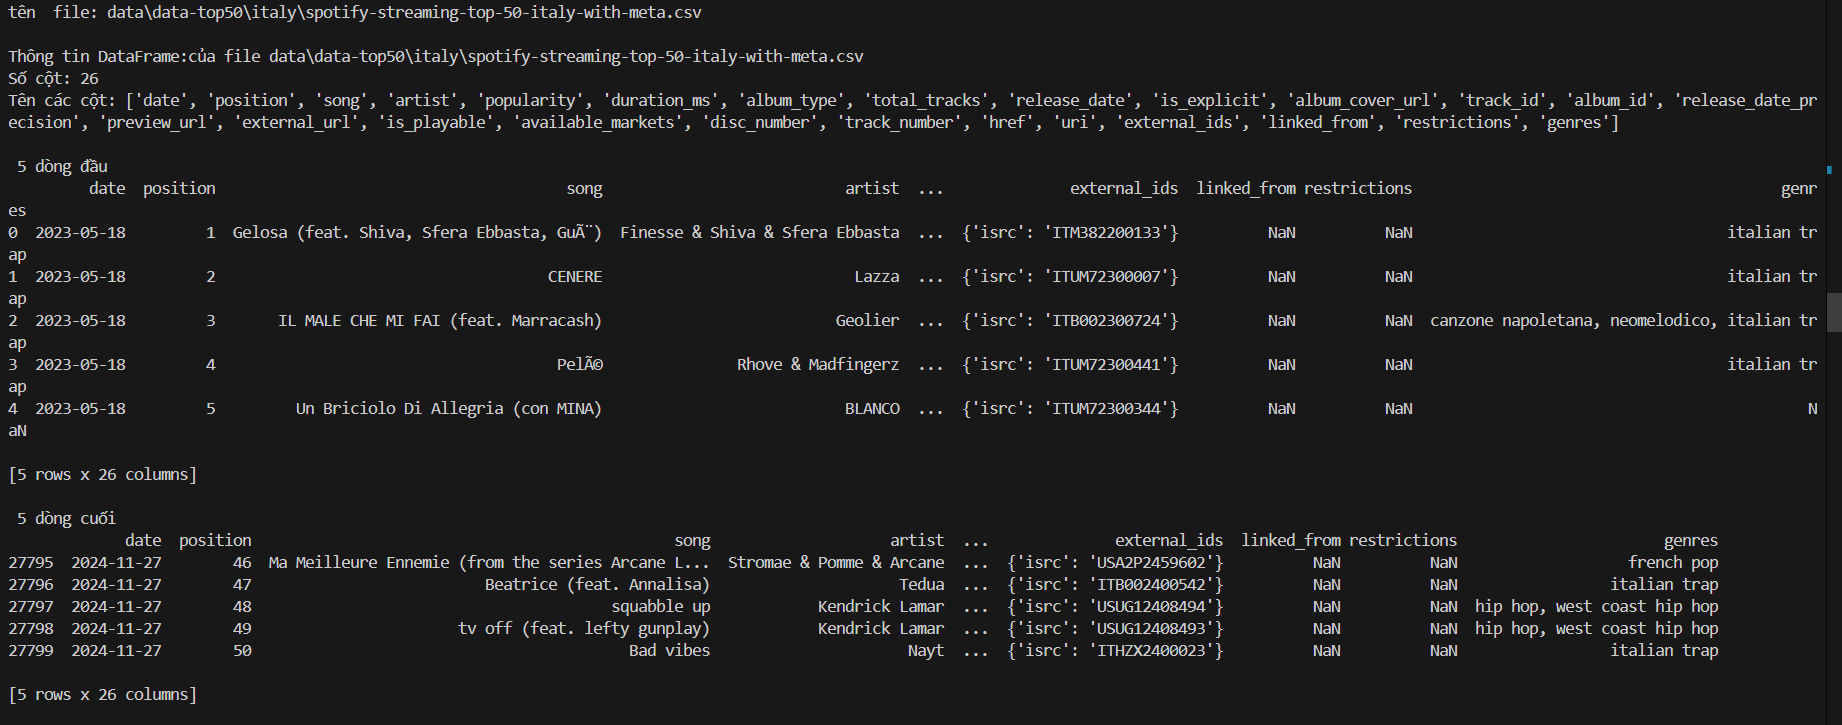 tên  file: data\data-top50\italy\spotify-streaming-top-50-italy-with-meta.csv
Thông tin DataFrame:của file data\data-top50\italy\spotify-streaming-top-50-italy-with-meta.csv
Số cột: 26
Tên các cột: ['date', 'position', 'song', 'artist', 'popularity', 'duration_ms', 'album_type', 'total_tracks', 'release_date', 'is_explicit', 'album_cover_url', 'track_id', 'album_id', 'release_date_pr
ecision', 'preview_url', 'external_url', 'is_playable', 'available_markets', 'disc_number', 'track_number', 'href', 'uri', 'external_ids', 'linked_from', 'restrictions', 'genres']
5 dòng đầu
date position song artist ... external_ids linked_from restrictions genr
es
0 2023-05-18 1 Gelosa (feat. Shiva, Sfera Ebbasta, GuÃ¨) Finesse & Shiva & Sfera Ebbasta ... {'isrc': 'ITM382200133'} NaN NaN italian tr
ap
1 2023-05-18 2 CENERE Lazza ... {'isrc': 'ITUM72300007'} NaN NaN italian tr
ap
2 2023-05-18 3 IL MALE CHE MI FAI (feat. Marracash) Geolier ... {'isrc': 'ITB002300724'} NaN NaN canzone napoletana, neomelodico, italian tr
ap
3 2023-05-18 4 PelÃ© Rhove & Madfingerz ... {'isrc': 'ITUM72300441'} NaN NaN italian tr
ap
4 2023-05-18 5 Un Briciolo Di Allegria (con MINA) BLANCO ... {'isrc': 'ITUM72300344'} NaN NaN N
aN
[5 rows x 26 columns]
5 dòng cuối
date position song artist ... external_ids linked_from restrictions genres
27795 2024-11-27 46 Ma Meilleure Ennemie (from the series Arcane L... Stromae & Pomme & Arcane ... {'isrc': 'USA2P2459602'} NaN NaN french pop
27796 2024-11-27 47 Beatrice (feat. Annalisa) Tedua ... {'isrc': 'ITB002400542'} NaN NaN italian trap
27797 2024-11-27 48 squabble up Kendrick Lamar ... {'isrc': 'USUG12408494'} NaN NaN hip hop, west coast hip hop
27798 2024-11-27 49 tv off (feat. lefty gunplay) Kendrick Lamar ... {'isrc': 'USUG12408493'} NaN NaN hip hop, west coast hip hop
27799 2024-11-27 50 Bad vibes Nayt ... {'isrc': 'ITHZX2400023'} NaN NaN italian trap
[5 rows x 26 columns]